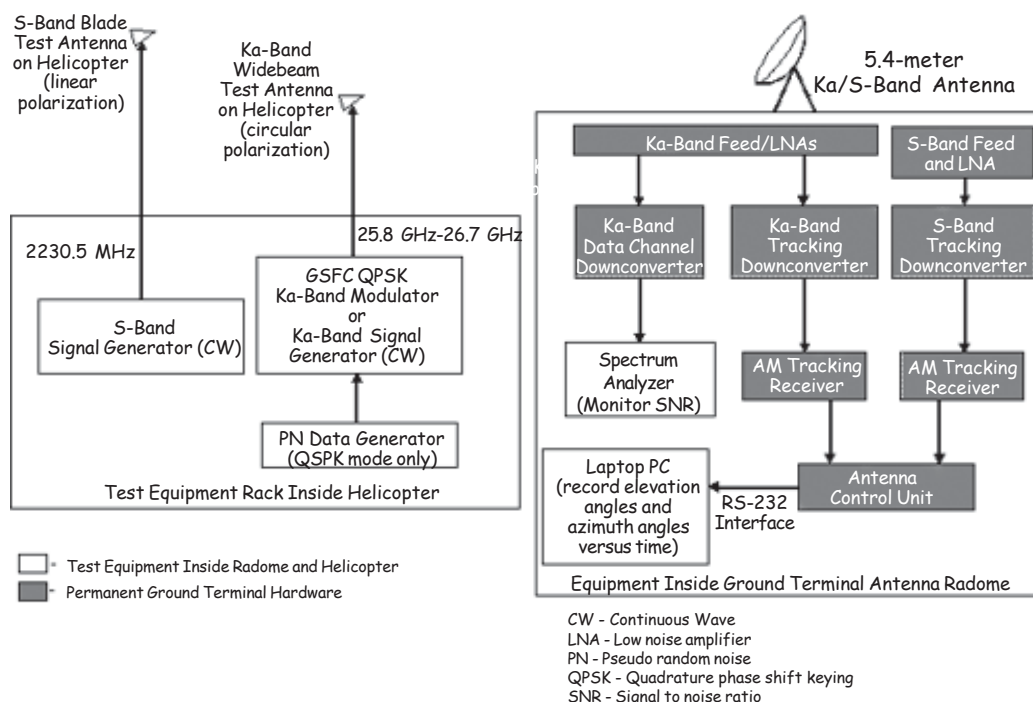 S-Band Blade
Test Antenna
on Helicopter
(linear
polarization)
Ka-Band
Widebeam
Test Antenna
on Helicopter
(circular
polarization)
2230.5 MHz
25.8 GHz-26.7 GHz
S-Band
Signal Generator (CW)
GSFC QPSK
Ka-Band Modulator
or
Ka-Band Signal
Generator (CW)
PN Data Generator
(QSPK mode only)
Test Equipment Rack Inside Helicopter
- Test Equipment Inside Radome and Helicopter
- Permanent Ground Terminal Hardware
5.4-meter
Ka/S-Band Antenna
Ka-Band Feed/LNAs
S-Band Feed
and LNA
Ka-Band
Data Channel
Downconverter
Ka-Band
Tracking
Downconverter
S-Band
Tracking
Downconverter
Spectrum
Analyzer
(Monitor SNR)
AM Tracking
Receiver
AM Tracking
Receiver
Laptop PC
(record elevation
angles and
azimuth angles
versus time)
RS-232
Interface
Antenna
Control Unit
Equipment Inside Ground Terminal Antenna Radome
CW - Continuous Wave
LNA - Low noise amplifier
PN - Pseudo random noise
QPSK - Quadrature phase shift keying
SNR - Signal to noise ratio